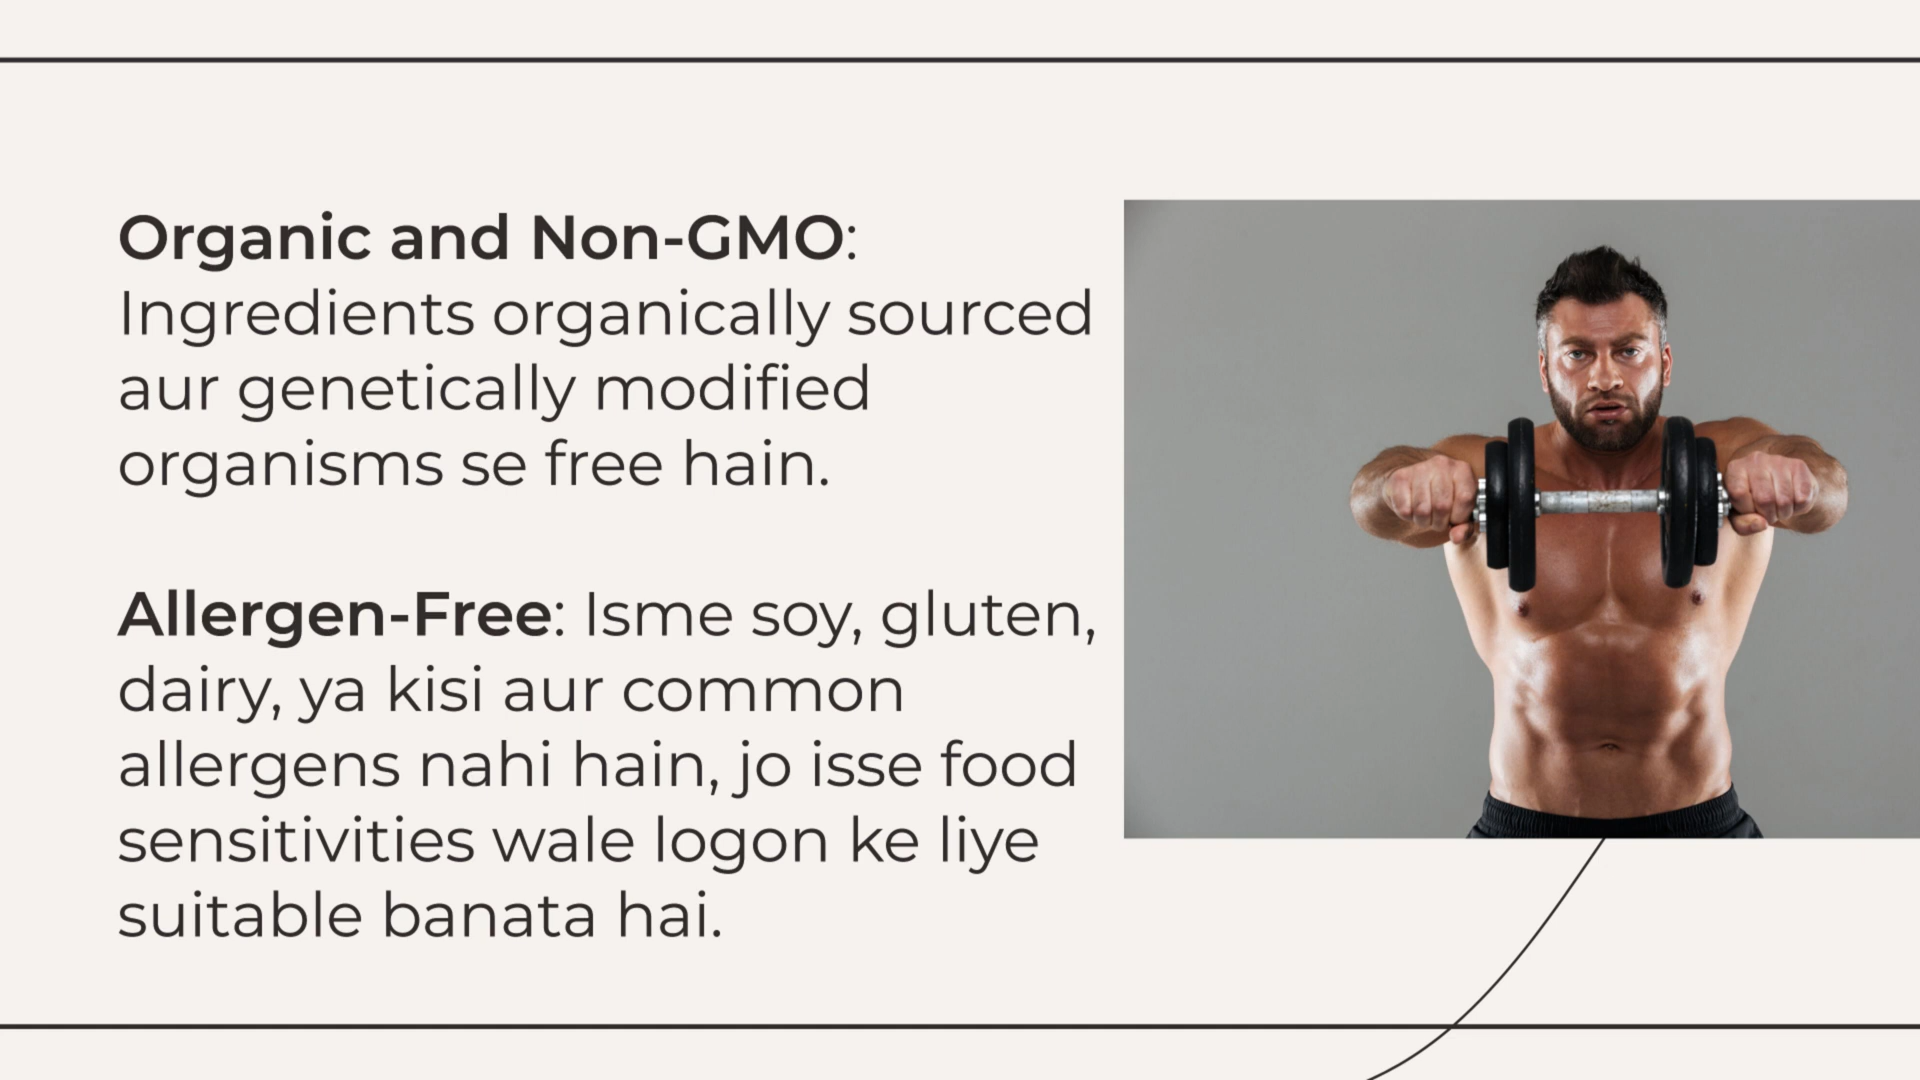 Organic and Non-GMO:
Ingredients organically sourced
aur genetically modified
organisms se free hain.
Allergen-Free: Isme soy, gluten,
dairy, ya kisi aur common
allergens nahi hain, jo isse food
sensitivities wale logon ke liye
suitable banata hai.